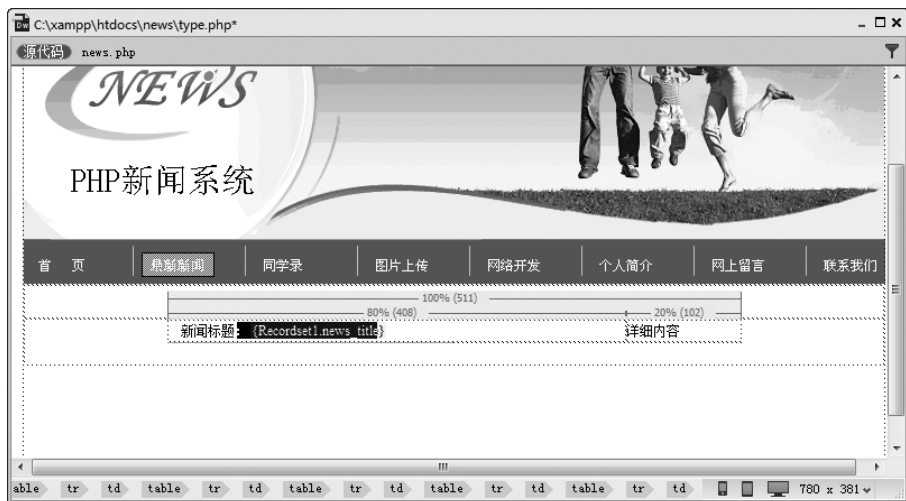 Dw C:\xampp\htdocs\news\type.php*
源代码 news.php
NEWS
PHP新闻系统
首 页 最新新闻 同学录 图片上传 网络开发 个人简介 网上留言 联系我们
100% (511)
80% (408) 20% (102)
新闻标题: {Recordset1.news_title} 详细内容
able tr td table tr td table tr td table tr td table tr td 780 x 381